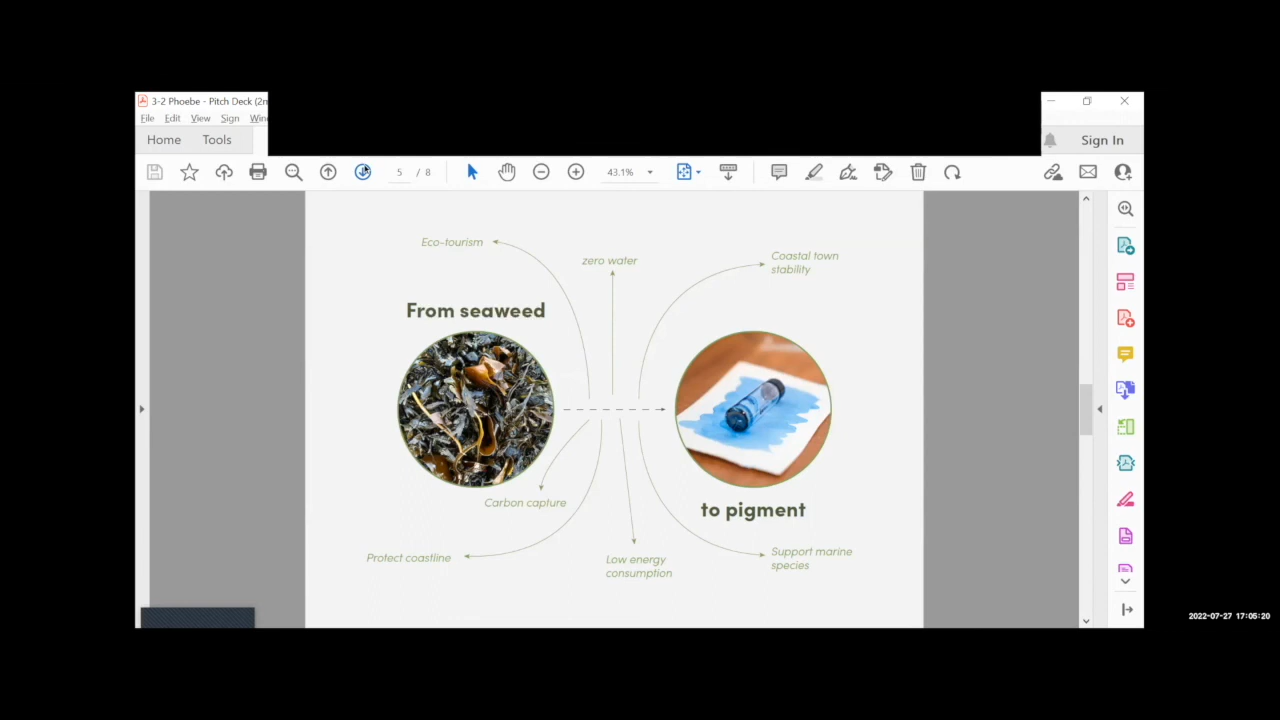 3-2 Phoebe - Pitch Deck (2m
File Edit View Sign Win
Home Tools
Sign In
5 / 8
43.1%
Eco-tourism
zero water
Coastal town
stability
From seaweed
Carbon capture
to pigment
Protect coastline
Low energy
consumption
Support marine
species
2022-07-27 17:05:20